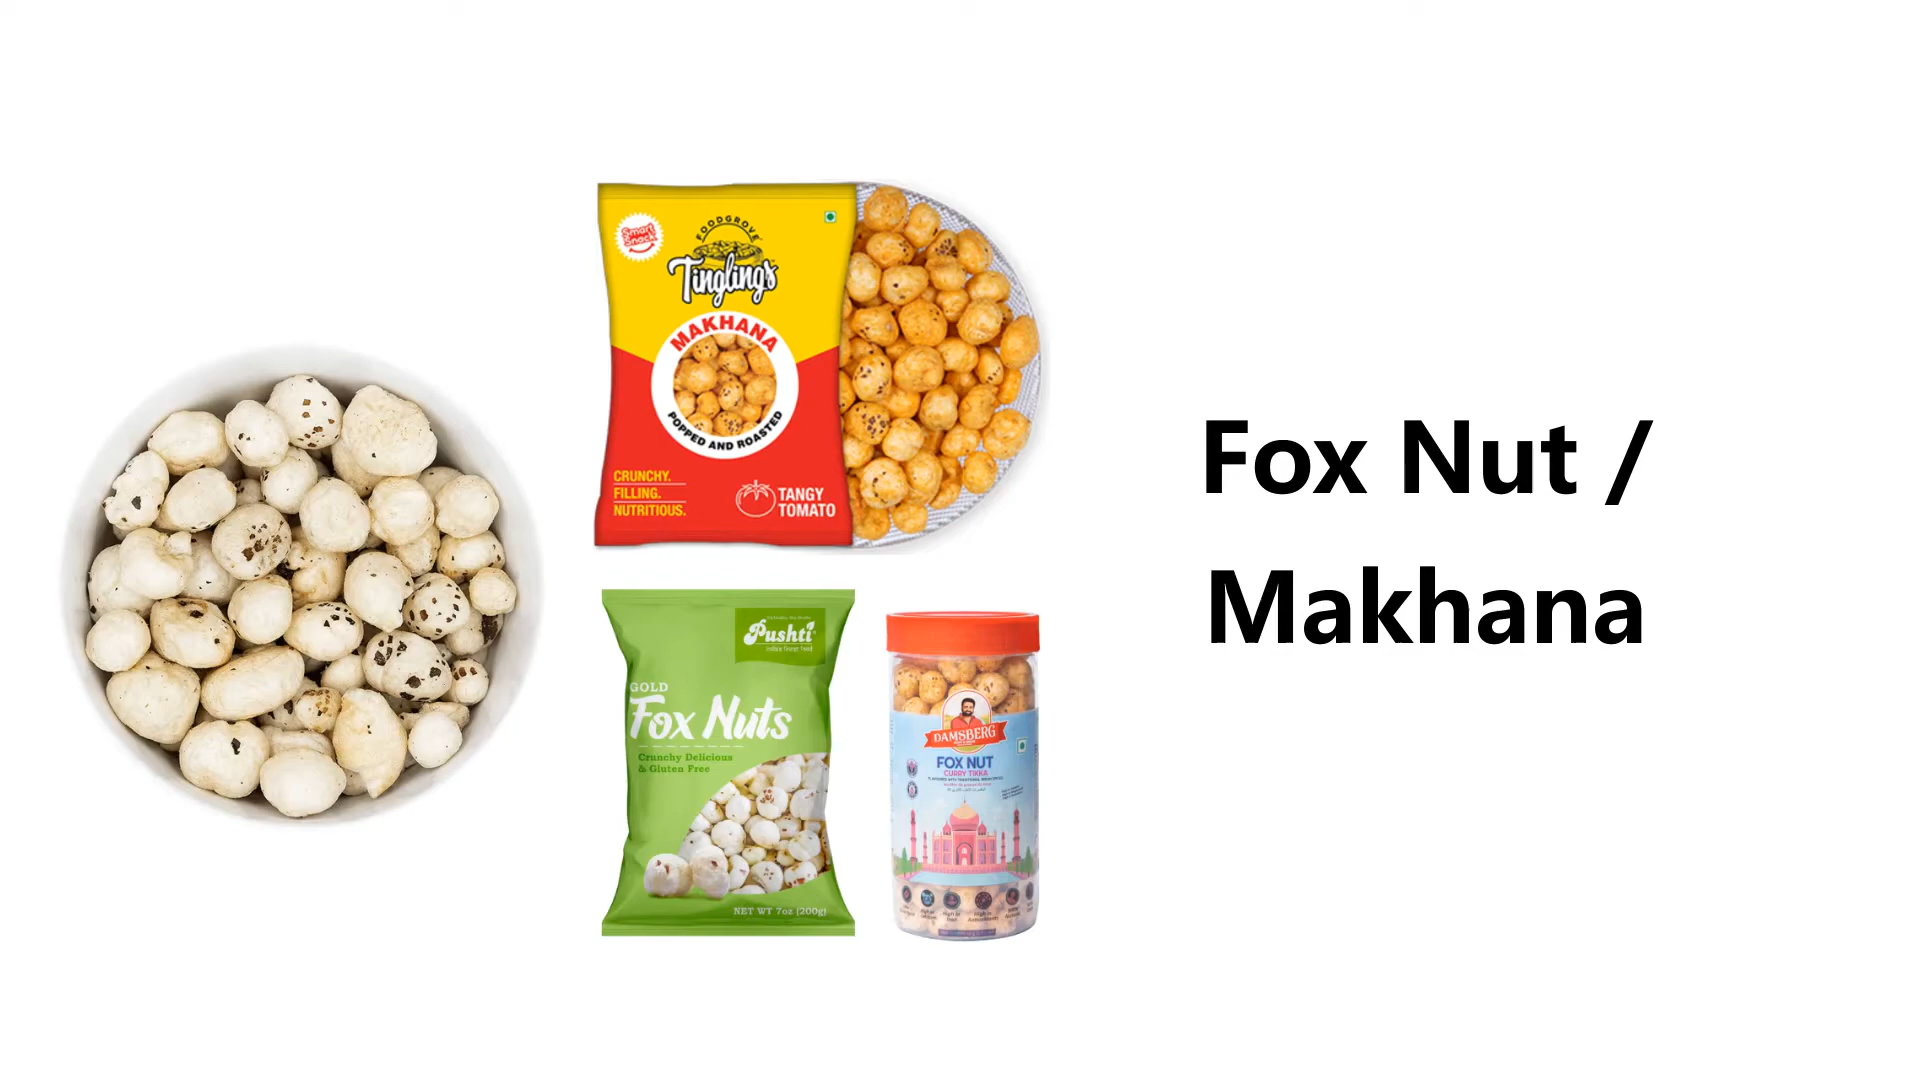 Smart
Snack
FOODGROVE
Tinglings
MAKHANA
POPPED AND ROASTED
CRUNCHY.
FILLING.
NUTRITIOUS.
TANGY
TOMATO
Pushti
GOLD
Fox Nuts
Crunchy Delicious
& Gluten Free
NET WT 7oz (200g)
DAMSBERG
FOX NUT
CURRY TIKKA
Fox Nut /
Makhana